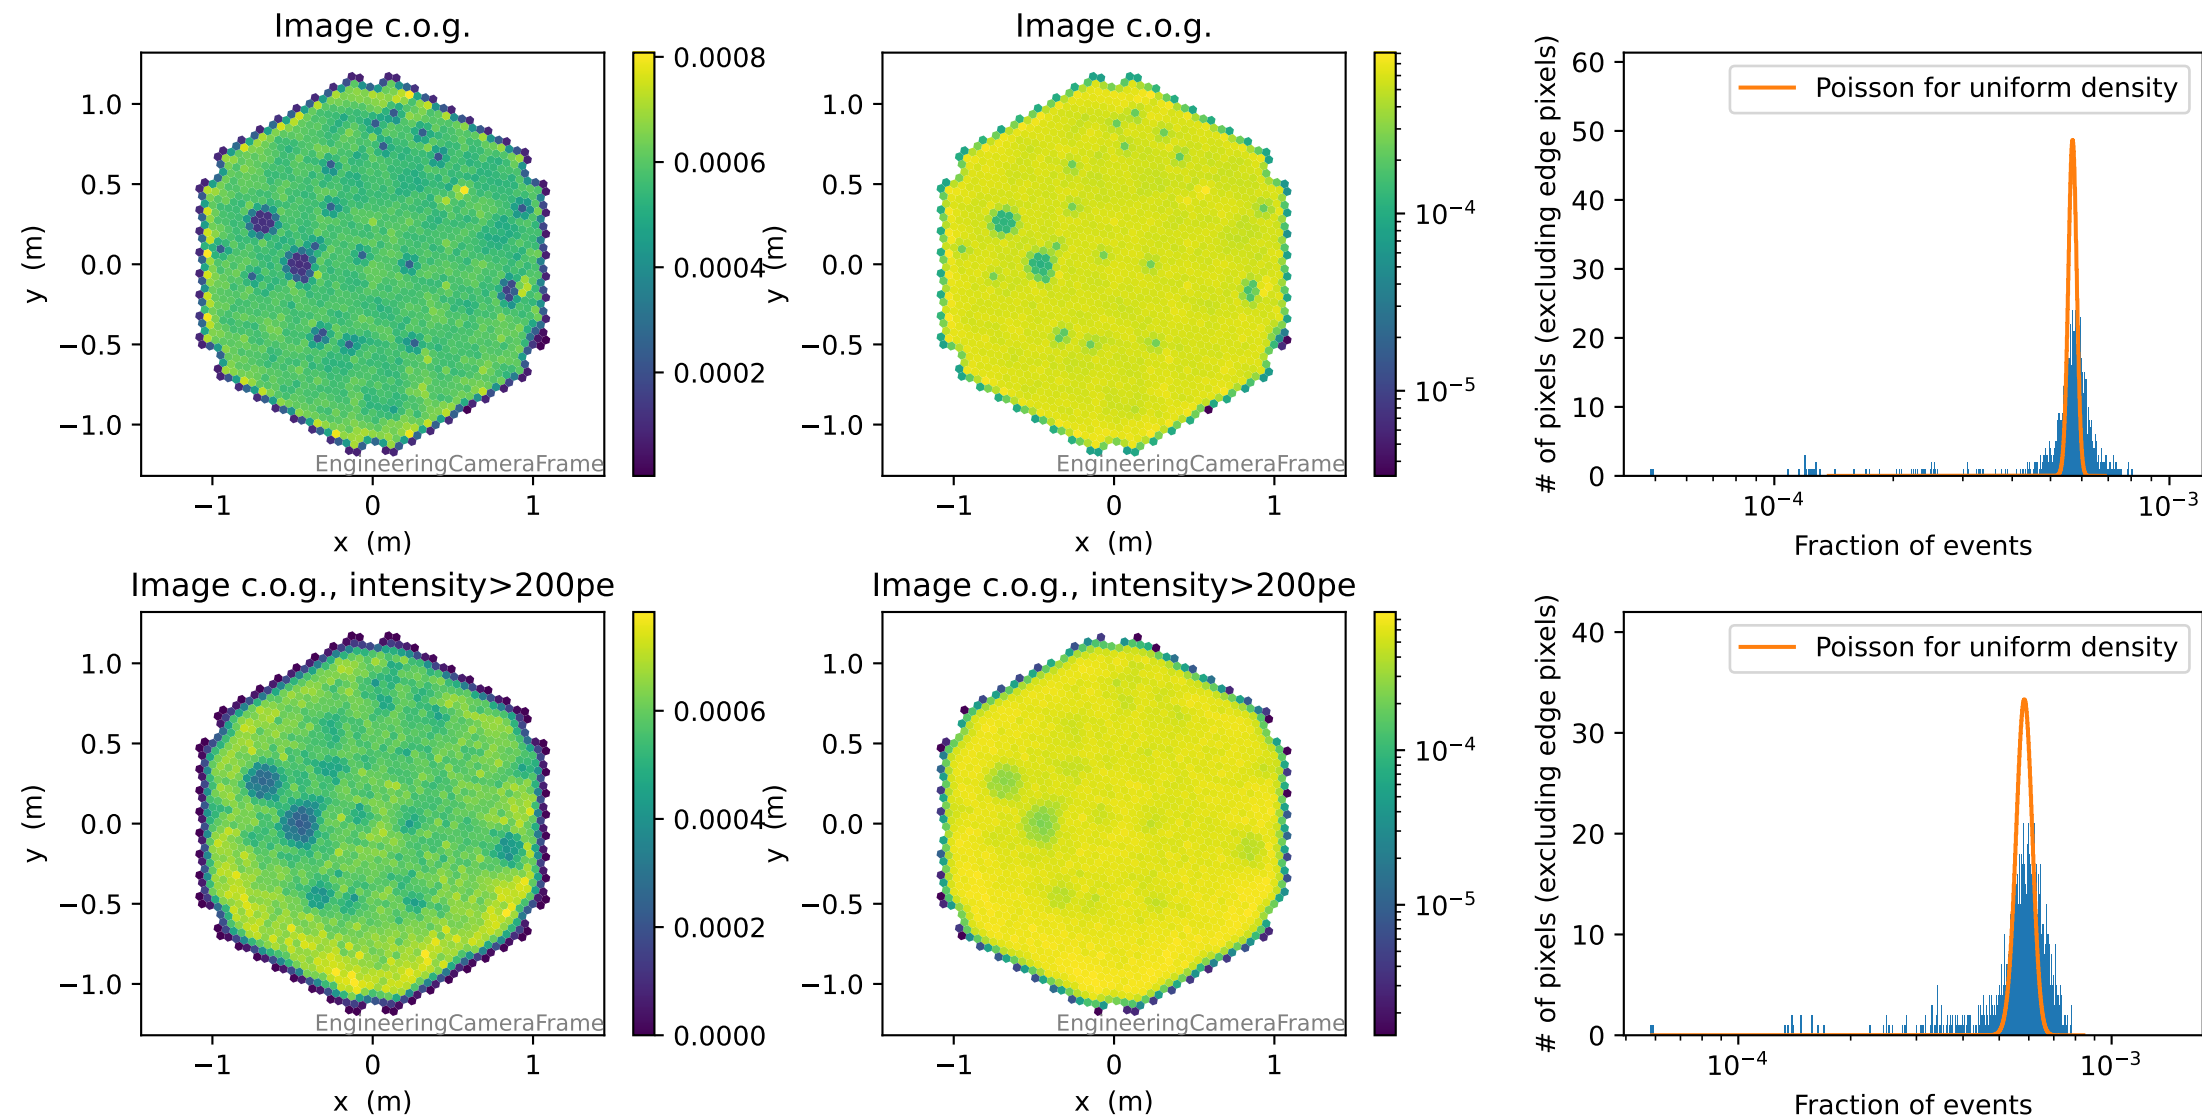 Image c.o.g.
y (m)
1.0
0.5
0.0
−0.5
−1.0
−1
0
1
x (m)
EngineeringCameraFrame
0.0008
0.0006
0.0004
0.0002
Image c.o.g.
y (m)
1.0
0.5
0.0
−0.5
−1.0
−1
0
1
x (m)
EngineeringCameraFrame
10−4
10−5
# of pixels (excluding edge pixels)
60
50
40
30
20
10
0
Poisson for uniform density
10−4
10−3
Fraction of events
Image c.o.g., intensity>200pe
y (m)
1.0
0.5
0.0
−0.5
−1.0
−1
0
1
x (m)
EngineeringCameraFrame
0.0006
0.0004
0.0002
0.0000
Image c.o.g., intensity>200pe
y (m)
1.0
0.5
0.0
−0.5
−1.0
−1
0
1
x (m)
EngineeringCameraFrame
10−4
10−5
# of pixels (excluding edge pixels)
40
30
20
10
0
Poisson for uniform density
10−4
10−3
Fraction of events